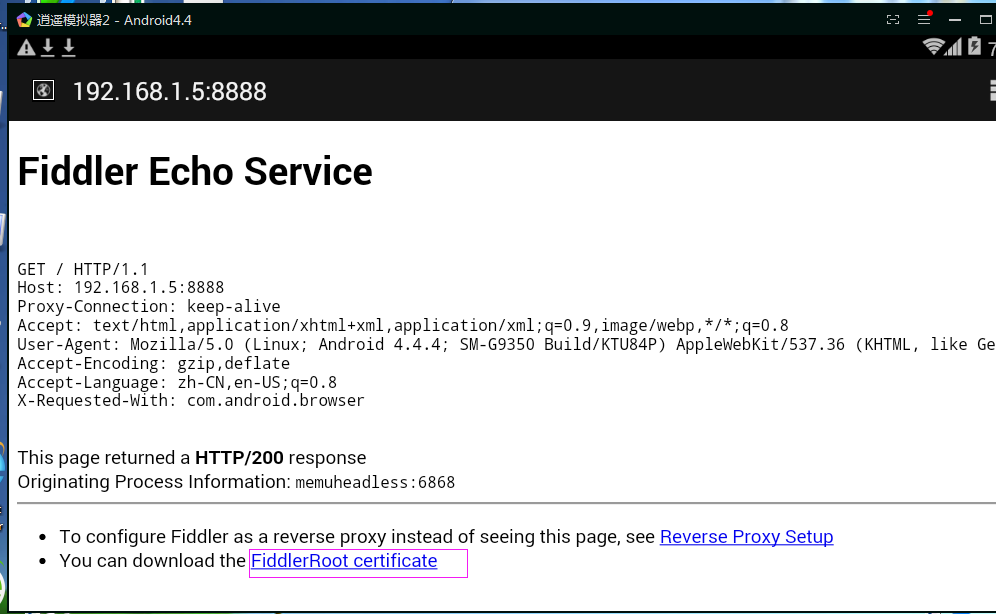 逍遥模拟器2 - Android4.4
7
192.168.1.5:8888
Fiddler Echo Service
GET / HTTP/1.1
Host: 192.168.1.5:8888
Proxy-Connection: keep-alive
Accept: text/html,application/xhtml+xml,application/xml;q=0.9,image/webp,*/*;q=0.8
User-Agent: Mozilla/5.0 (Linux; Android 4.4.4; SM-G9350 Build/KTU84P) AppleWebKit/537.36 (KHTML, like Ge
Accept-Encoding: gzip,deflate
Accept-Language: zh-CN,en-US;q=0.8
X-Requested-With: com.android.browser
This page returned a HTTP/200 response
Originating Process Information: memuheadless:6868
• To configure Fiddler as a reverse proxy instead of seeing this page, see Reverse Proxy Setup
• You can download the FiddlerRoot certificate